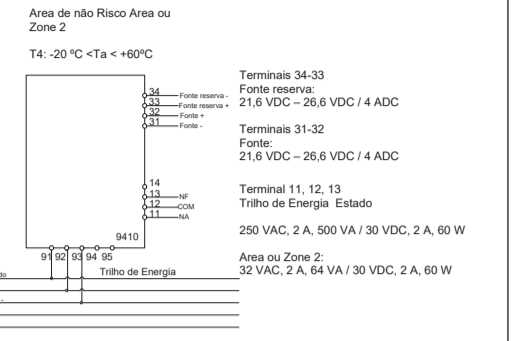 Area de não Risco Area ou
Zone 2
T4: -20 ºC <Ta < +60ºC
34
Fonte reserva -
33
Fonte reserva +
32
Fonte +
31
Fonte -
14
13
NF
12
COM
11
NA
9410
91 92 93 94 95
Trilho de Energia
Terminais 34-33
Fonte reserva:
21,6 VDC – 26,6 VDC / 4 ADC
Terminais 31-32
Fonte:
21,6 VDC – 26,6 VDC / 4 ADC
Terminal 11, 12, 13
Trilho de Energia Estado
250 VAC, 2 A, 500 VA / 30 VDC, 2 A, 60 W
Area ou Zone 2:
32 VAC, 2 A, 64 VA / 30 VDC, 2 A, 60 W